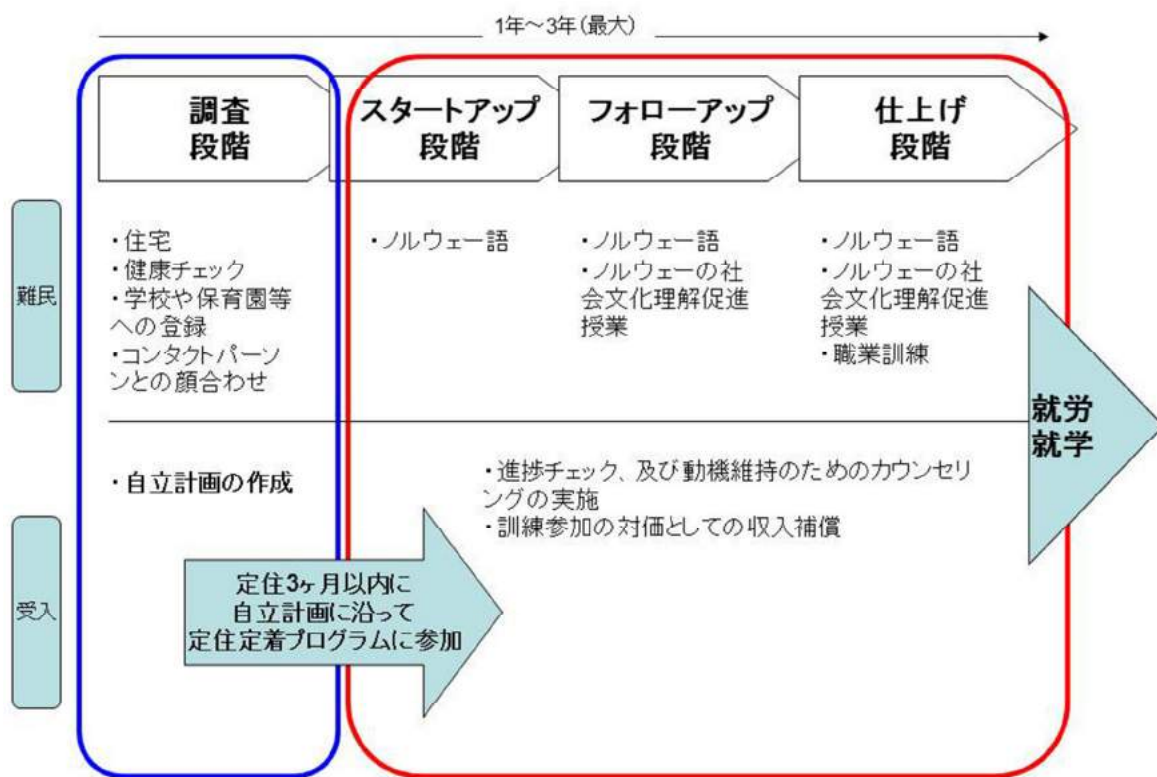 1年～3年(最大)
調査
段階
スタートアップ
段階
フォローアップ
段階
仕上げ
段階
難民
・住宅
・健康チェック
・学校や保育園等
への登録
・コンタクトパーソ
ンとの顔合わせ
・ノルウェー語
・ノルウェー語
・ノルウェーの社
会文化理解促進
授業
・ノルウェー語
・ノルウェーの社
会文化理解促進
授業
・職業訓練
就労
就学
受入
・自立計画の作成
・進捗チェック、及び動機維持のためのカウンセリ
ングの実施
・訓練参加の対価としての収入補償
定住3ヶ月以内に
自立計画に沿って
定住定着プログラムに参加